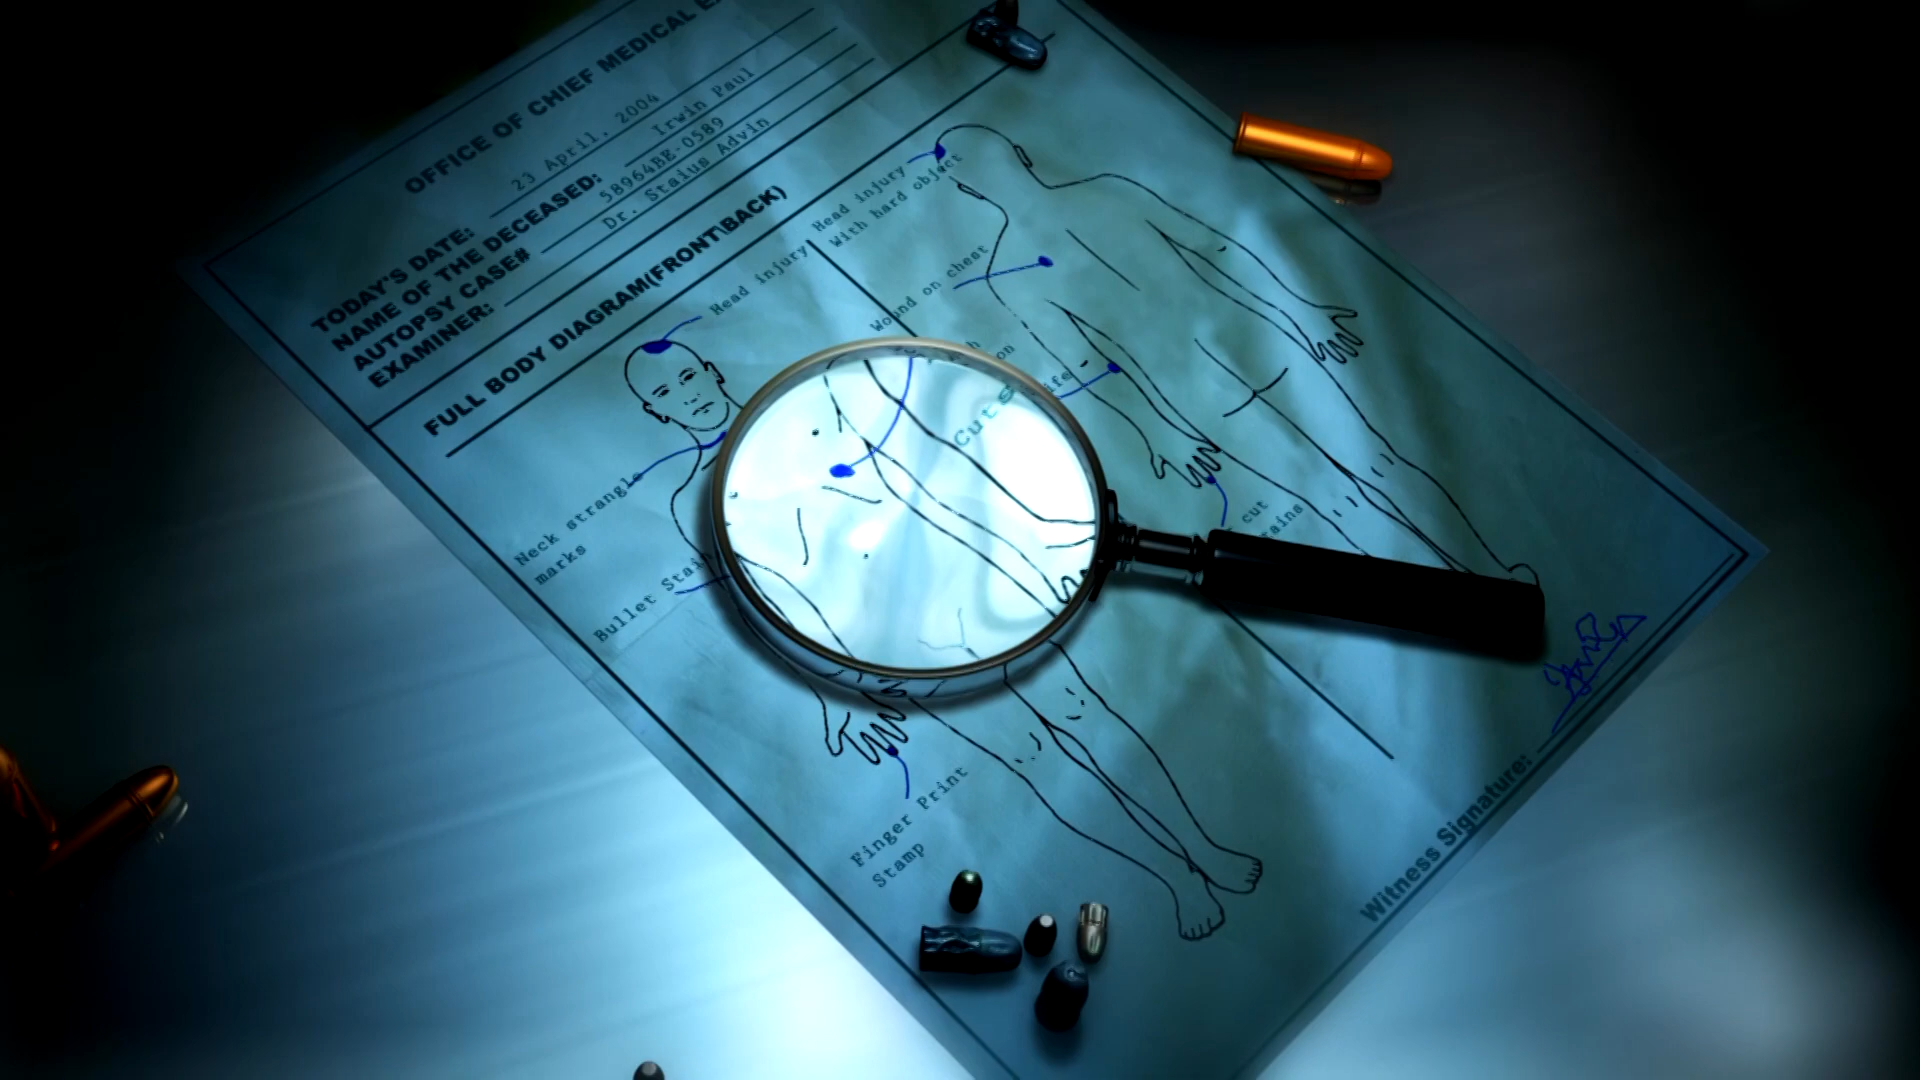 OFFICE OF CHIEF MEDICAL
TODAY'S DATE: 23 April, 2004
NAME OF THE DECEASED: Irwin Paul
AUTOPSY CASE# 58964BE-0589
EXAMINER: Dr. Staius Advin
FULL BODY DIAGRAM(FRONT\BACK)
Head injury
Head injury
With hard object
Wound on chest
Neck strangle
marks
Bullet
Cut
cut
Finger Print
Stamp
Witness Signature: